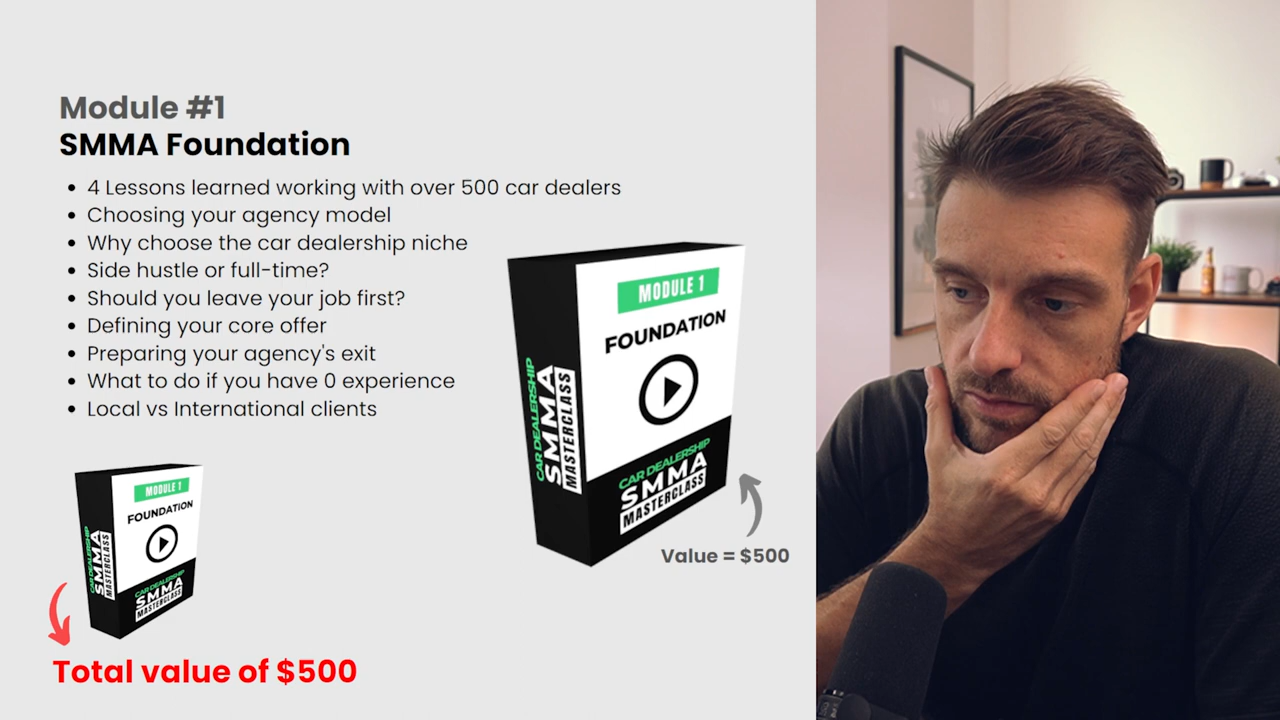 Module #1
SMMA Foundation
• 4 Lessons learned working with over 500 car dealers
• Choosing your agency model
• Why choose the car dealership niche
• Side hustle or full-time?
• Should you leave your job first?
• Defining your core offer
• Preparing your agency's exit
• What to do if you have 0 experience
• Local vs International clients
MODULE 1
FOUNDATION
CAR DEALERSHIP
SMMA
MASTERCLASS
CAR DEALERSHIP
SMMA
MASTERCLASS
Value = $500
MODULE 1
FOUNDATION
CAR DEALERSHIP
SMMA
MASTERCLASS
CAR DEALERSHIP
SMMA
MASTERCLASS
Total value of $500